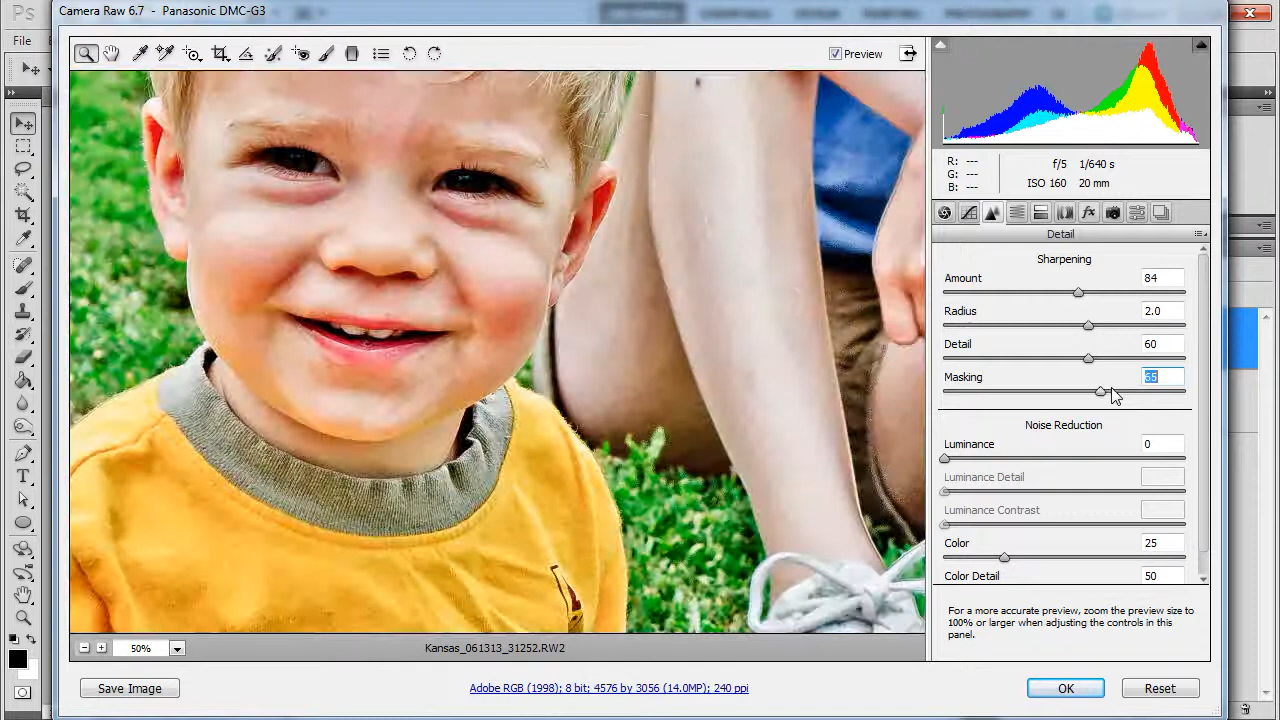 Camera Raw 6.7 - Panasonic DMC-G3
Ps
File
Preview
R: ---
G: ---
B: ---
f/5 1/640 s
ISO 160 20 mm
fx
Detail
Sharpening
Amount 84
Radius 2.0
Detail 60
Masking 65
Noise Reduction
Luminance 0
Luminance Detail
Luminance Contrast
Color 25
Color Detail 50
For a more accurate preview, zoom the preview size to
100% or larger when adjusting the controls in this
panel.
T
50%
Kansas_061313_31252.RW2
Save Image
Adobe RGB (1998); 8 bit; 4576 by 3056 (14.0MP); 240 ppi
OK
Reset